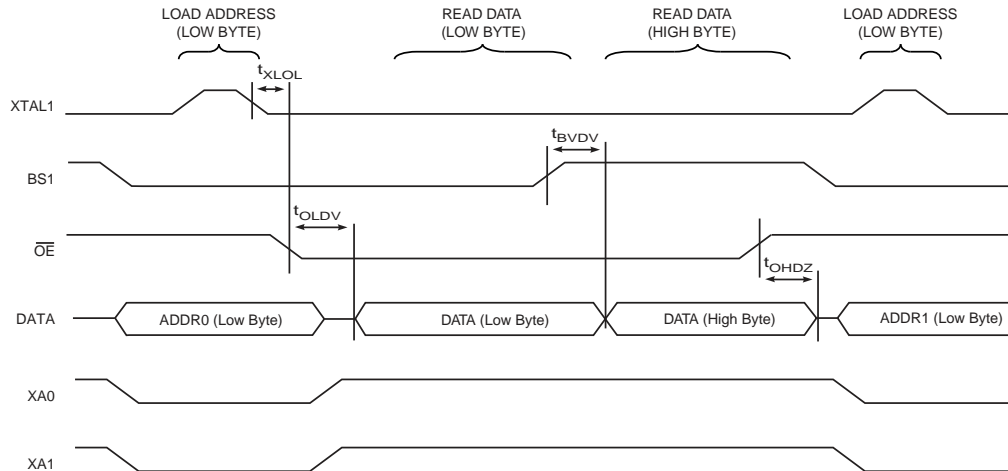 LOAD ADDRESS
(LOW BYTE)
READ DATA
(LOW BYTE)
READ DATA
(HIGH BYTE)
LOAD ADDRESS
(LOW BYTE)
tXLOL
XTAL1
tBVDV
BS1
tOLDV
OE
tOHDZ
DATA
ADDR0 (Low Byte)
DATA (Low Byte)
DATA (High Byte)
ADDR1 (Low Byte)
XA0
XA1